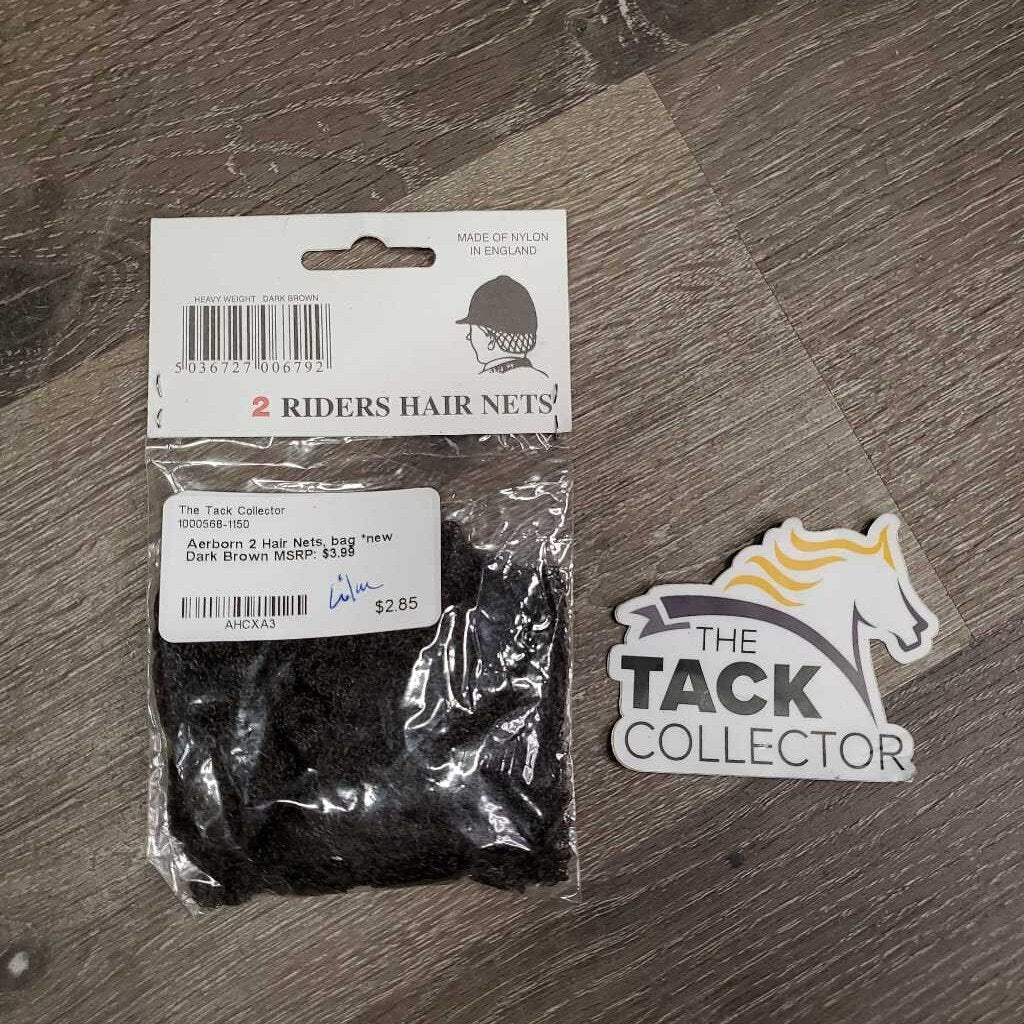 MADE OF NYLON
IN ENGLAND
HEAVY WEIGHT DARK BROWN
5 036727 006792
2 RIDERS HAIR NETS
The Tack Collector
1000568-1150
Aerborn 2 Hair Nets, bag *new
Dark Brown MSRP: $3.99
$2.85
AHCXA3
THE
TACK
COLLECTOR